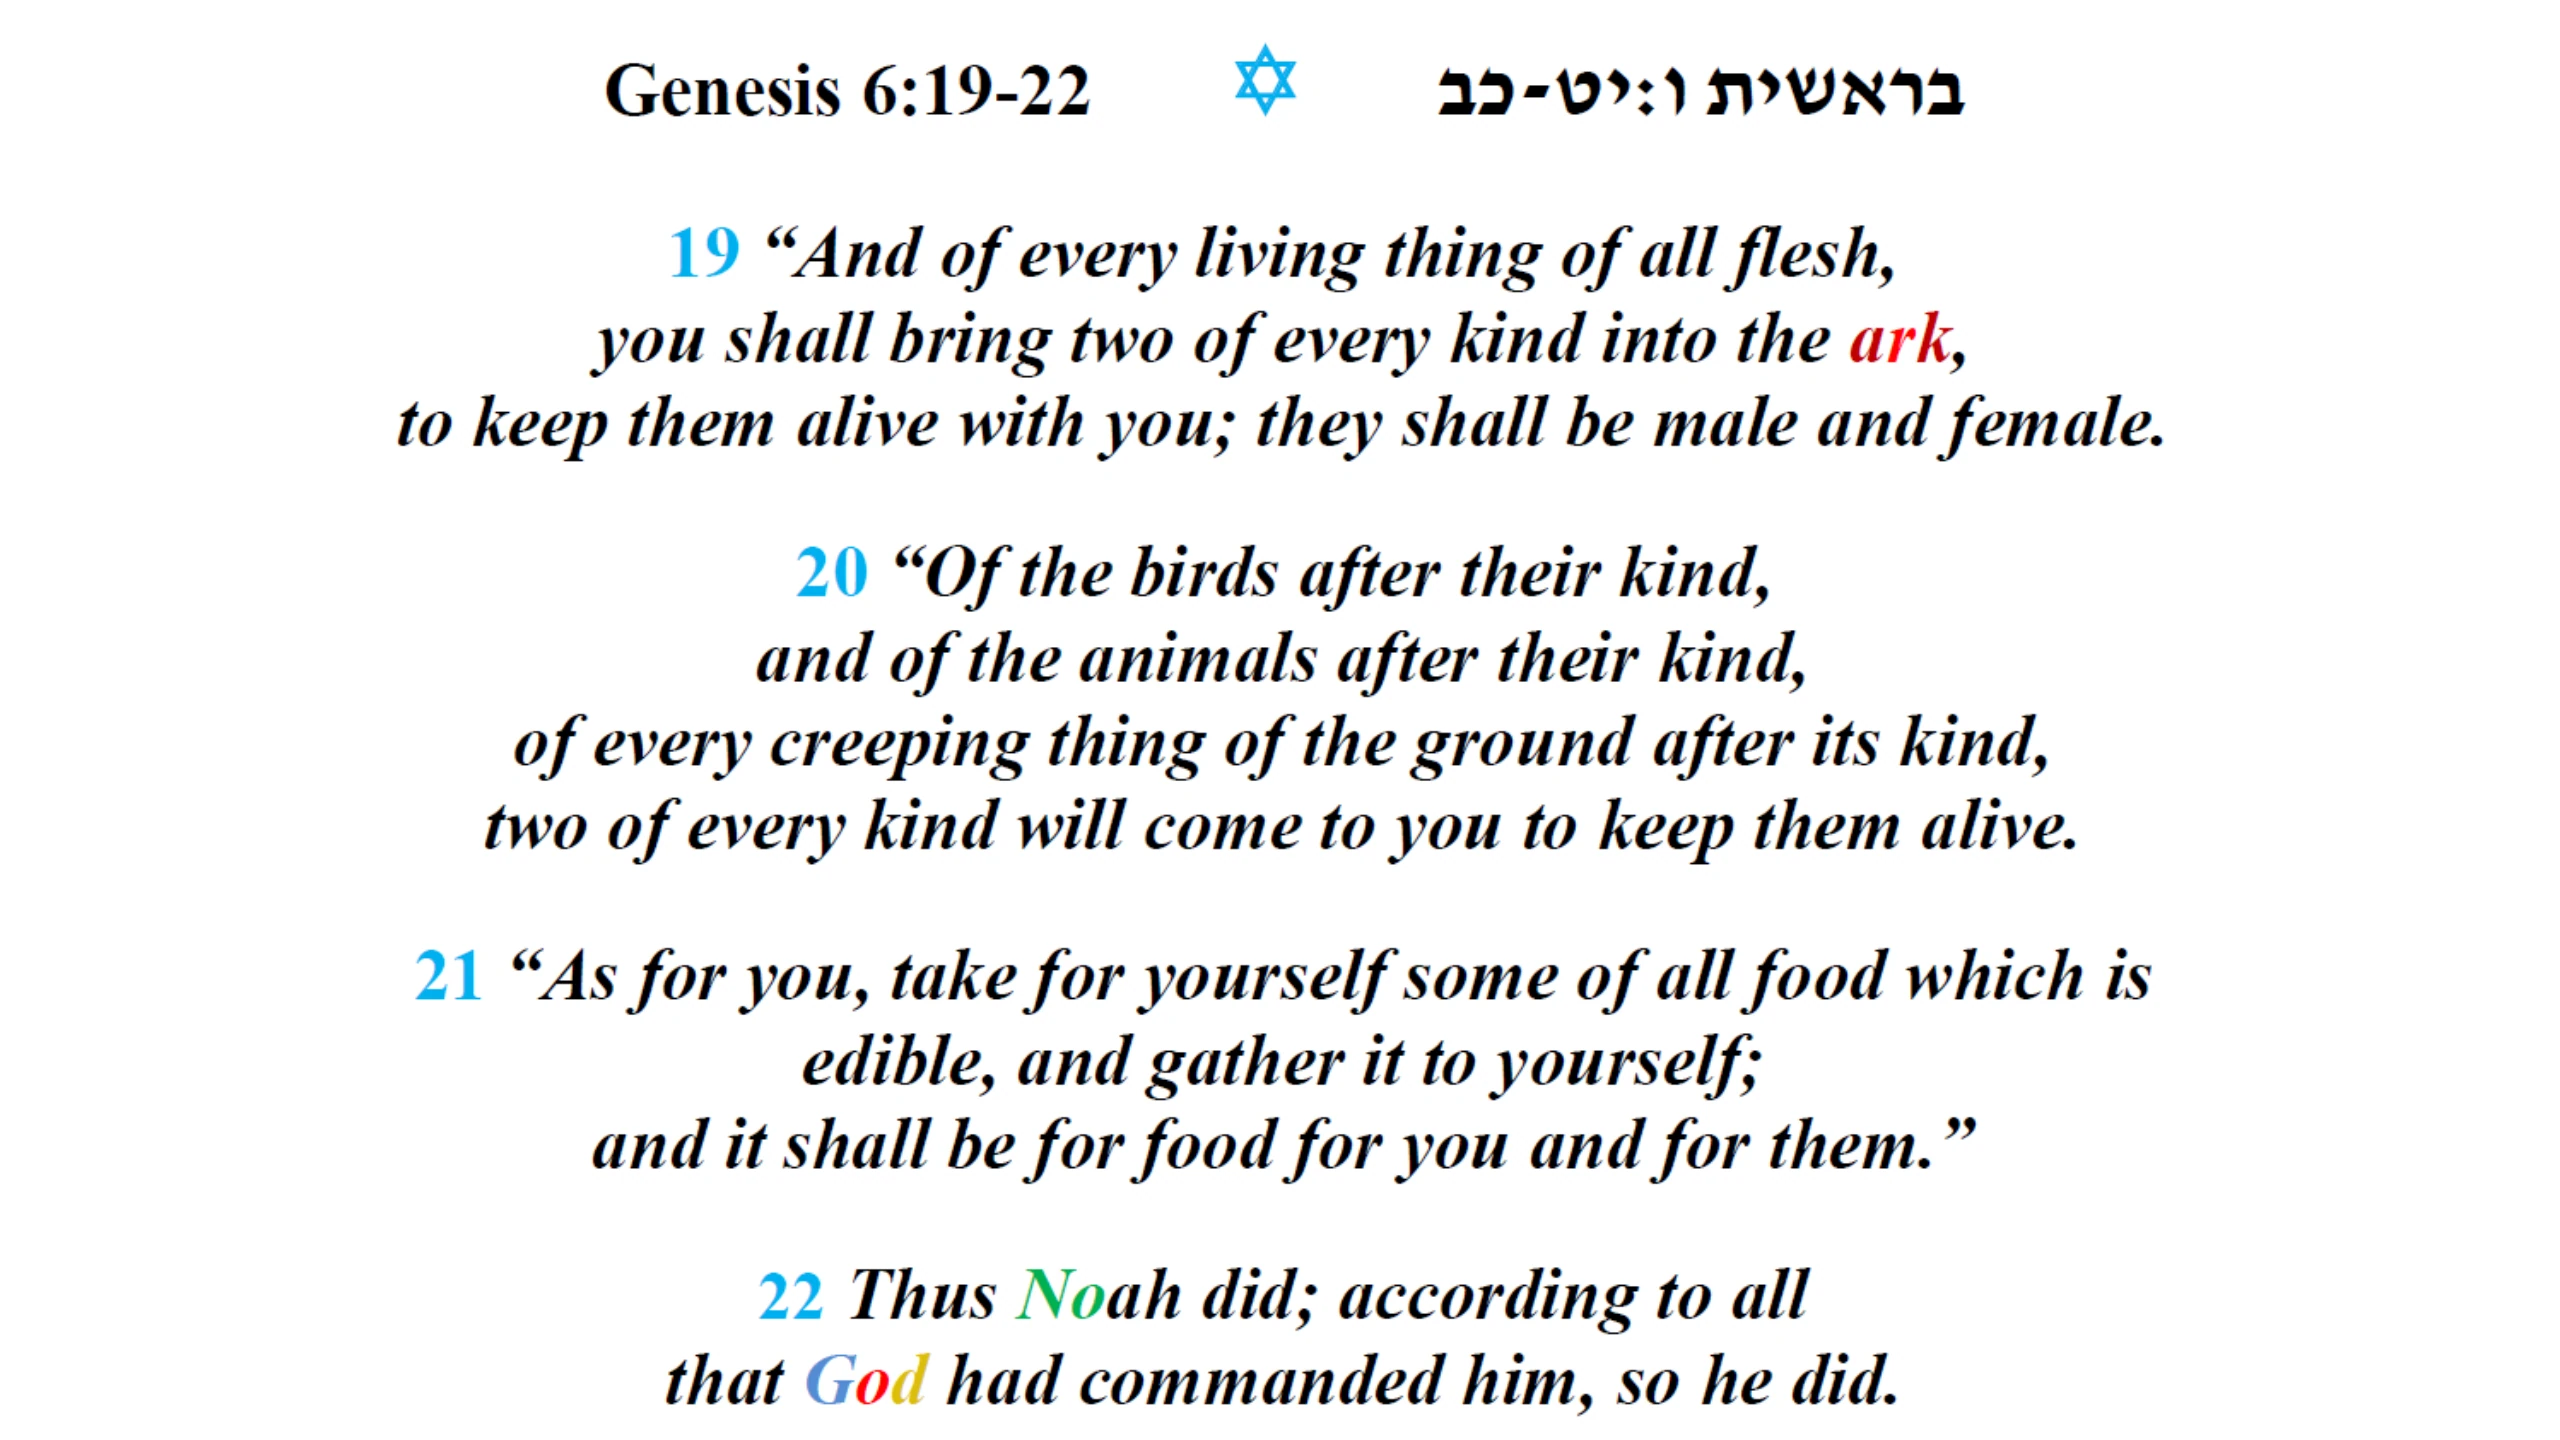 Genesis 6:19-22 ✡ בראשית ו:יט-כב
19 “And of every living thing of all flesh,
you shall bring two of every kind into the ark,
to keep them alive with you; they shall be male and female.
20 “Of the birds after their kind,
and of the animals after their kind,
of every creeping thing of the ground after its kind,
two of every kind will come to you to keep them alive.
21 “As for you, take for yourself some of all food which is
edible, and gather it to yourself;
and it shall be for food for you and for them.”
22 Thus Noah did; according to all
that God had commanded him, so he did.